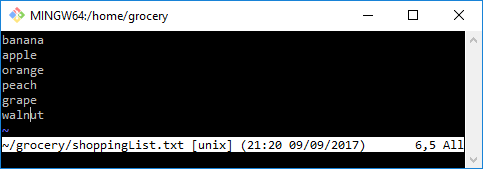 MINGW64:/home/grocery
banana
apple
orange
peach
grape
walnut
~
~/grocery/shoppingList.txt [unix] (21:20 09/09/2017) 6,5 All